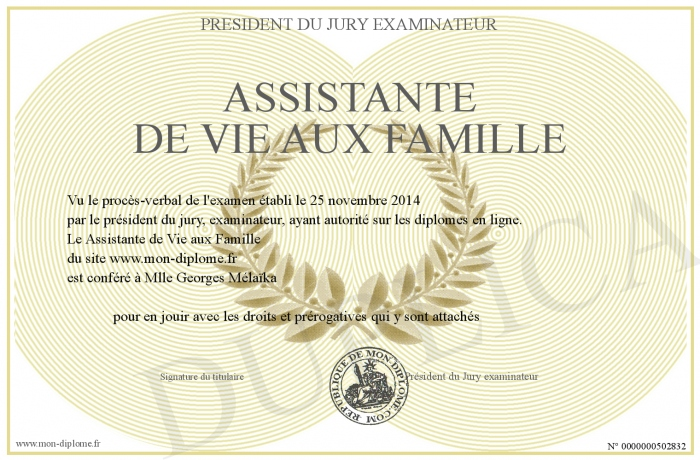 PRESIDENT DU JURY EXAMINATEUR
ASSISTANTE
DE VIE AUX FAMILLE
Vu le procès-verbal de l'examen établi le 25 novembre 2014
par le président du jury, examinateur, ayant autorité sur les diplomes en ligne.
Le Assistante de Vie aux Famille
du site www.mon-diplome.fr
est conféré à Mlle Georges Mélaïka
pour en jouir avec les droits et prérogatives qui y sont attachés
Signature du titulaire
REPUBLIQUE DE MON-DIPLOME.COM
Président du Jury examinateur
DUPLICA
www.mon-diplome.fr
N° 0000000502832